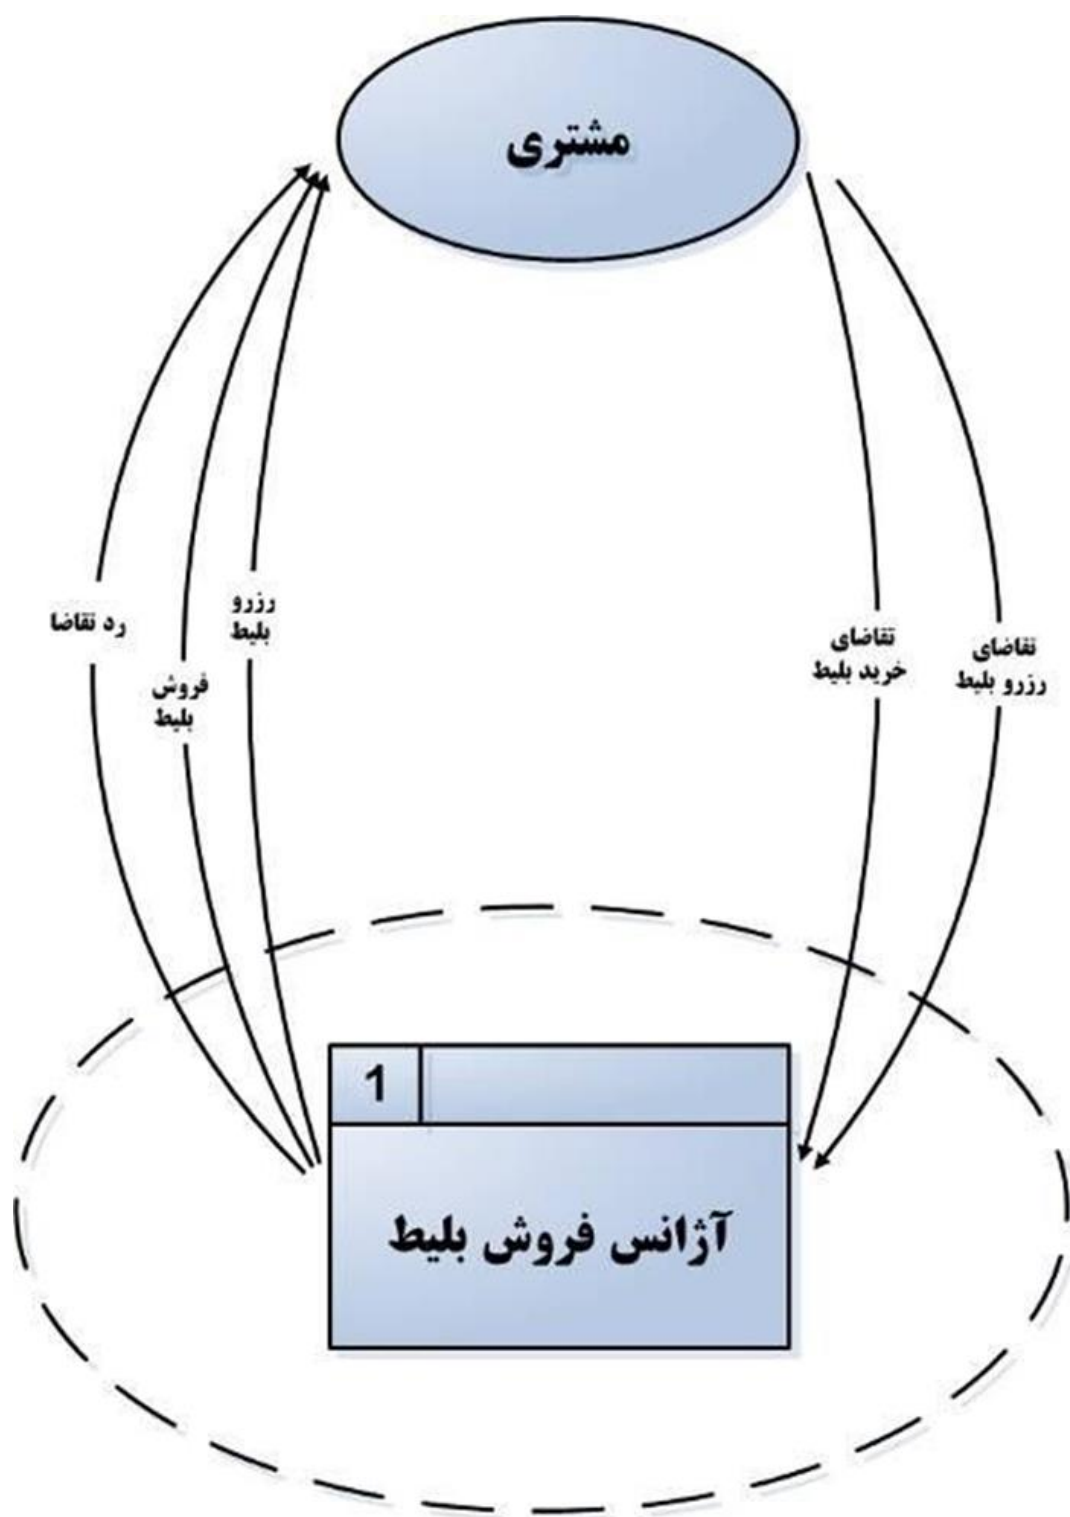 مشتری
رزرو
بلیط
رد تقاضا
فروش
بلیط
تقاضای
خرید بلیط
تقاضای
رزرو بلیط
1
آژانس فروش بلیط